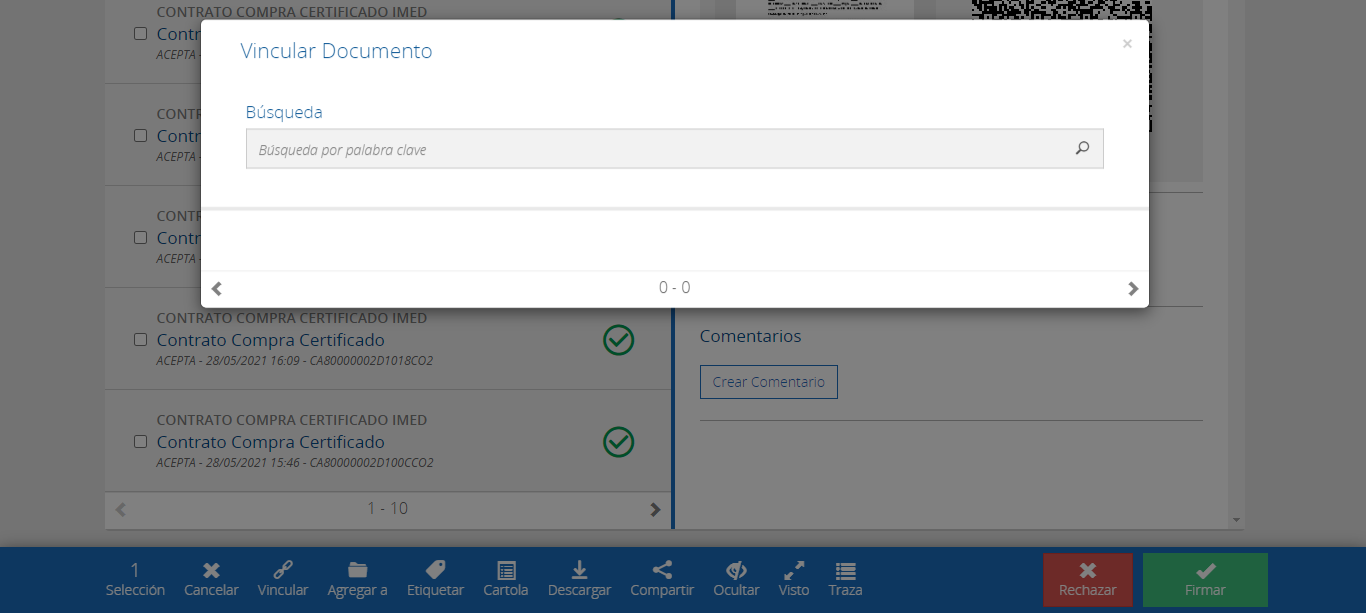 CONTRATO COMPRA CERTIFICADO IMED
Contr
ACEPTA -
Vincular Documento
×
Búsqueda
Búsqueda por palabra clave
CONTR
Contr
ACEPTA -
CONTR
Contr
ACEPTA -
0 - 0
CONTRATO COMPRA CERTIFICADO IMED
Contrato Compra Certificado
ACEPTA - 28/05/2021 16:09 - CA80000002D1018CO2
CONTRATO COMPRA CERTIFICADO IMED
Contrato Compra Certificado
ACEPTA - 28/05/2021 15:46 - CA80000002D100CCO2
1 - 10
Comentarios
Crear Comentario
1
Selección
Cancelar
Vincular
Agregar a
Etiquetar
Cartola
Descargar
Compartir
Ocultar
Visto
Traza
Rechazar
Firmar